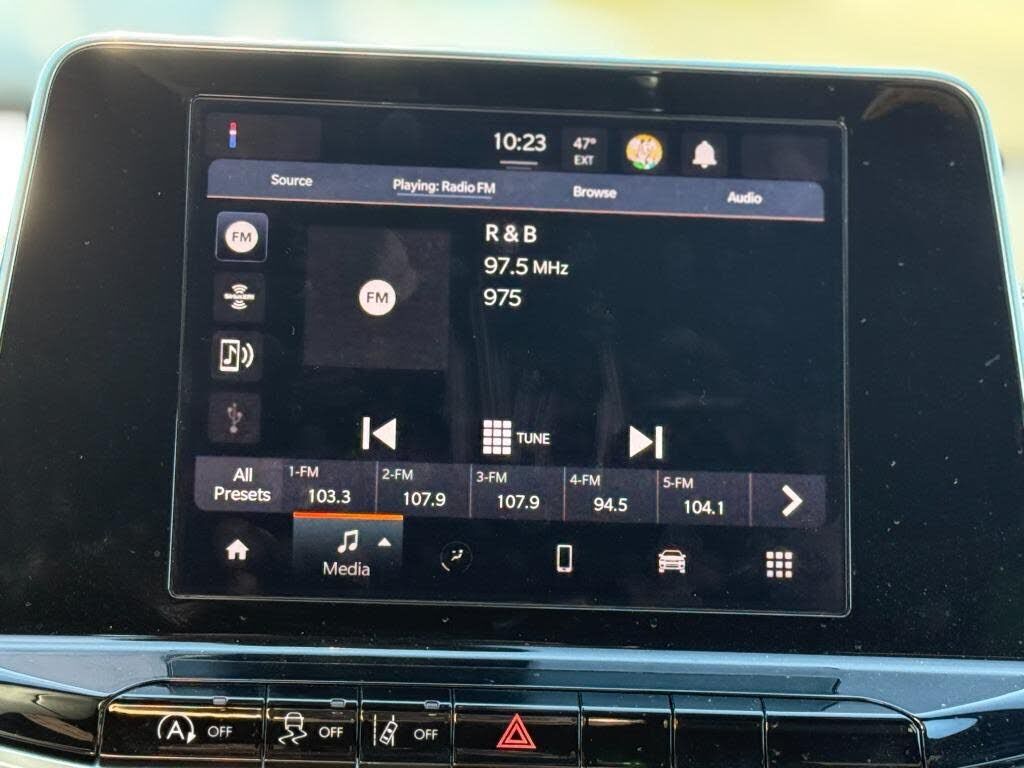 10:23
47°
EXT
Source
Playing: Radio FM
Browse
Audio
FM
SiriusXM
FM
R & B
97.5 MHz
975
TUNE
All
Presets
1-FM
103.3
2-FM
107.9
3-FM
107.9
4-FM
94.5
5-FM
104.1
Media
A OFF
OFF
OFF